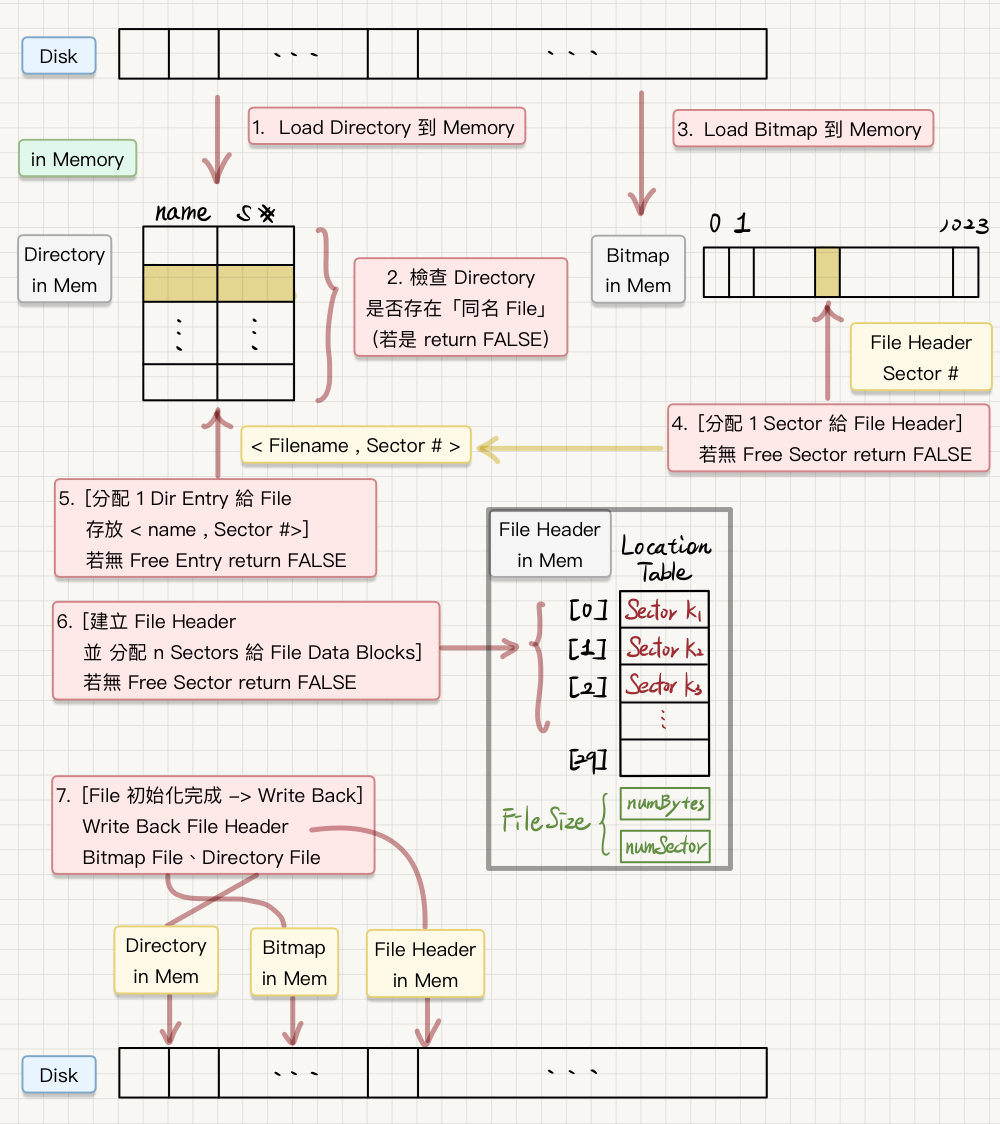 Disk
1. Load Directory 到 Memory
3. Load Bitmap 到 Memory
in Memory
name S#
Directory
in Mem
2. 檢查 Directory
是否存在「同名 File」
(若是 return FALSE)
Bitmap
in Mem
0 1 1023
File Header
Sector #
4. [分配 1 Sector 給 File Header]
若無 Free Sector return FALSE
< Filename , Sector # >
5. [分配 1 Dir Entry 給 File
存放 < name , Sector #>]
若無 Free Entry return FALSE
File Header
in Mem
Location
Table
[0] Sector k1
[1] Sector k2
[2] Sector k3
[29]
FileSize
numBytes
numSector
6. [建立 File Header
並 分配 n Sectors 給 File Data Blocks]
若無 Free Sector return FALSE
7. [File 初始化完成 –> Write Back]
Write Back File Header
Bitmap File、Directory File
Directory
in Mem
Bitmap
in Mem
File Header
in Mem
Disk